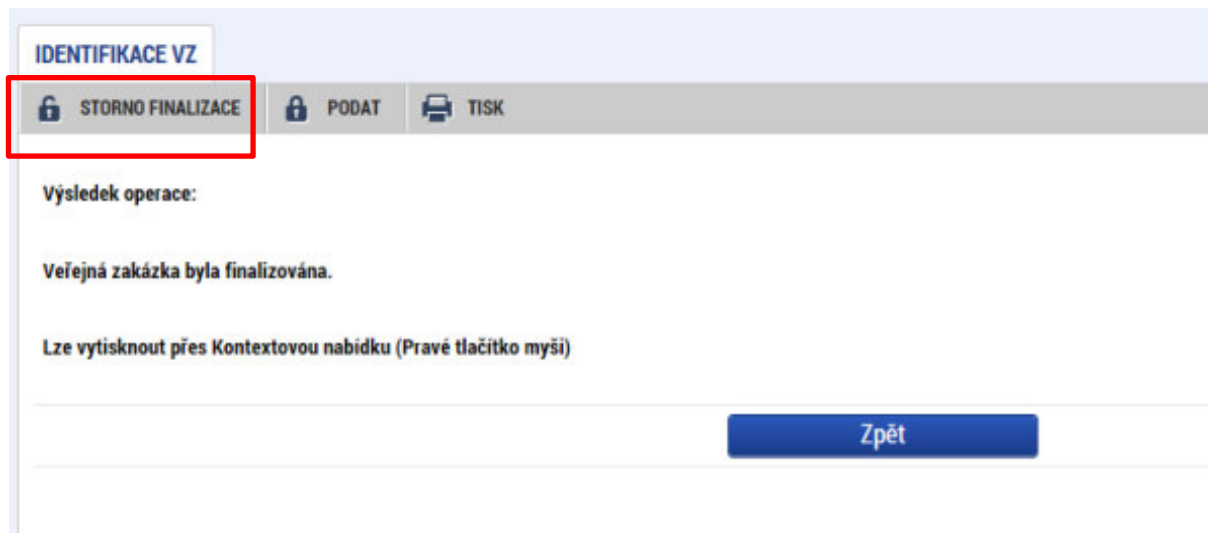 IDENTIFIKACE VZ
STORNO FINALIZACE PODAT TISK
Výsledek operace:
Veřejná zakázka byla finalizována.
Lze vytisknout přes Kontextovou nabídku (Pravé tlačítko myši)
Zpět